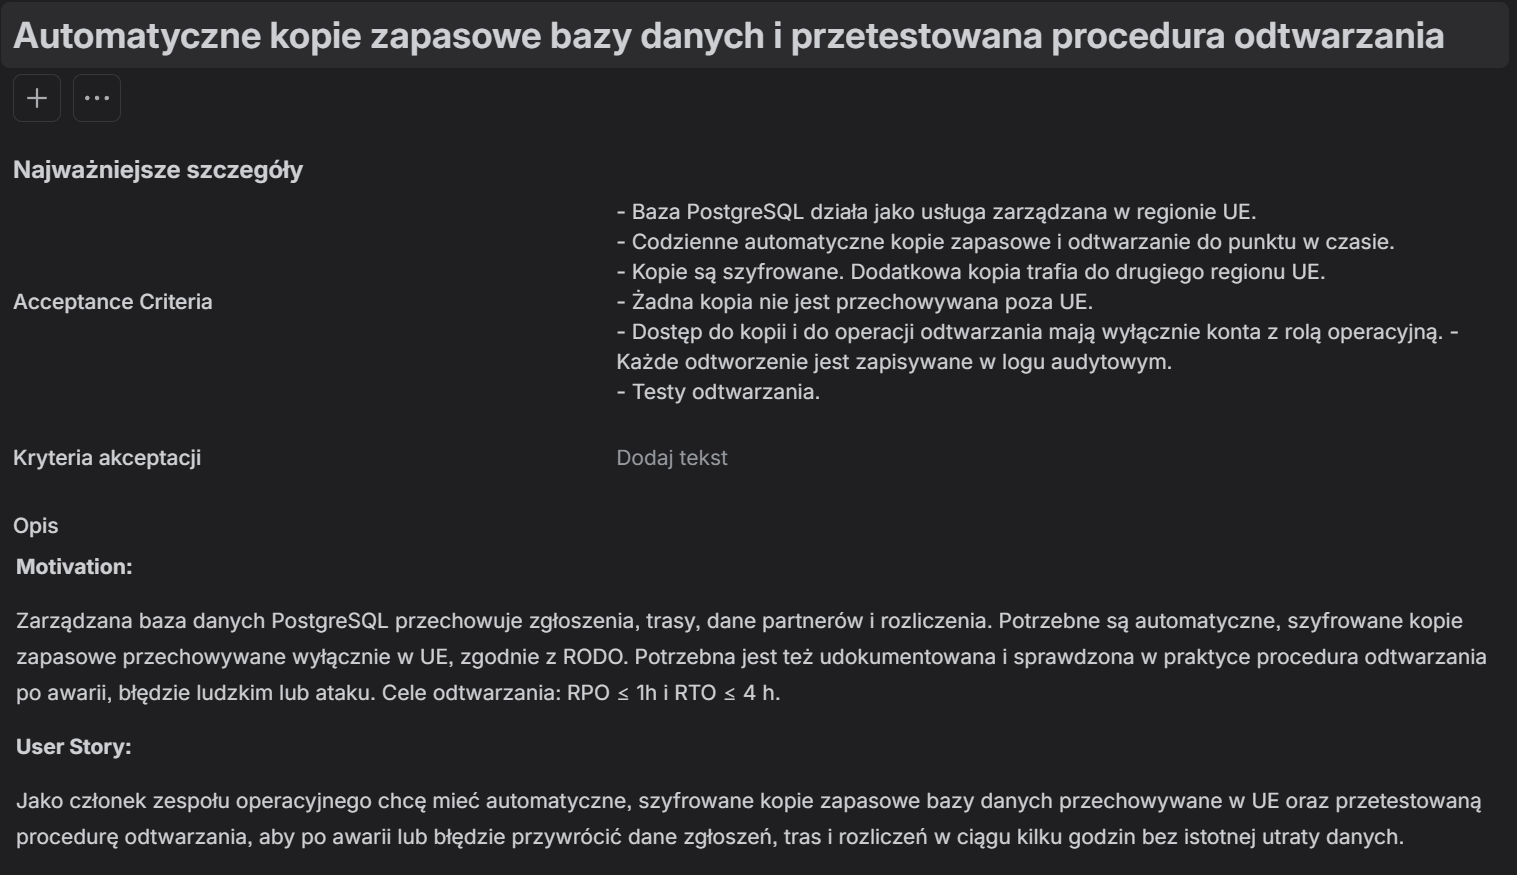 Automatyczne kopie zapasowe bazy danych i przetestowana procedura odtwarzania
Najważniejsze szczegóły
Acceptance Criteria
- Baza PostgreSQL działa jako usługa zarządzana w regionie UE.
- Codzienne automatyczne kopie zapasowe i odtwarzanie do punktu w czasie.
- Kopie są szyfrowane. Dodatkowa kopia trafia do drugiego regionu UE.
- Żadna kopia nie jest przechowywana poza UE.
- Dostęp do kopii i do operacji odtwarzania mają wyłącznie konta z rolą operacyjną. -
Każde odtworzenie jest zapisywane w logu audytowym.
- Testy odtwarzania.
Kryteria akceptacji
Dodaj tekst
Opis
Motivation:
Zarządzana baza danych PostgreSQL przechowuje zgłoszenia, trasy, dane partnerów i rozliczenia. Potrzebne są automatyczne, szyfrowane kopie
zapasowe przechowywane wyłącznie w UE, zgodnie z RODO. Potrzebna jest też udokumentowana i sprawdzona w praktyce procedura odtwarzania
po awarii, błędzie ludzkim lub ataku. Cele odtwarzania: RPO ≤ 1h i RTO ≤ 4 h.
User Story:
Jako członek zespołu operacyjnego chcę mieć automatyczne, szyfrowane kopie zapasowe bazy danych przechowywane w UE oraz przetestowaną
procedurę odtwarzania, aby po awarii lub błędzie przywrócić dane zgłoszeń, tras i rozliczeń w ciągu kilku godzin bez istotnej utraty danych.